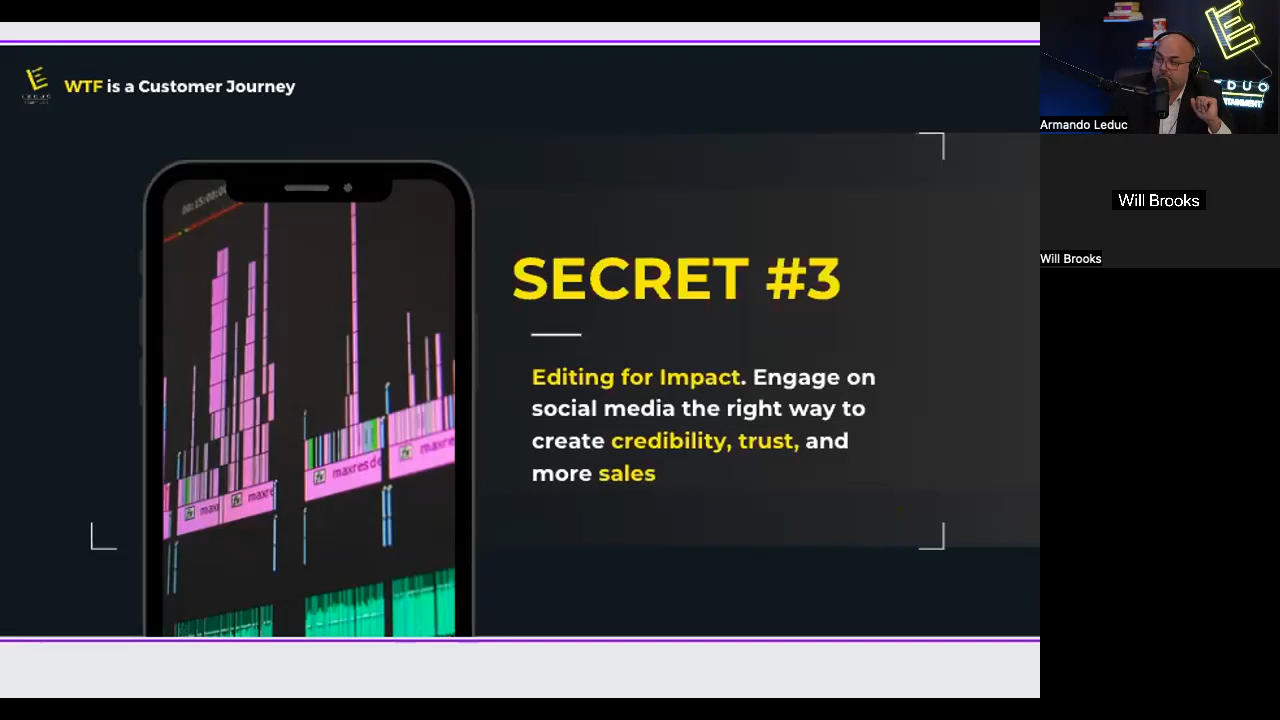 WTF is a Customer Journey
SECRET #3
Editing for Impact. Engage on
social media the right way to
create credibility, trust, and
more sales
Armando Leduc
Will Brooks
Will Brooks